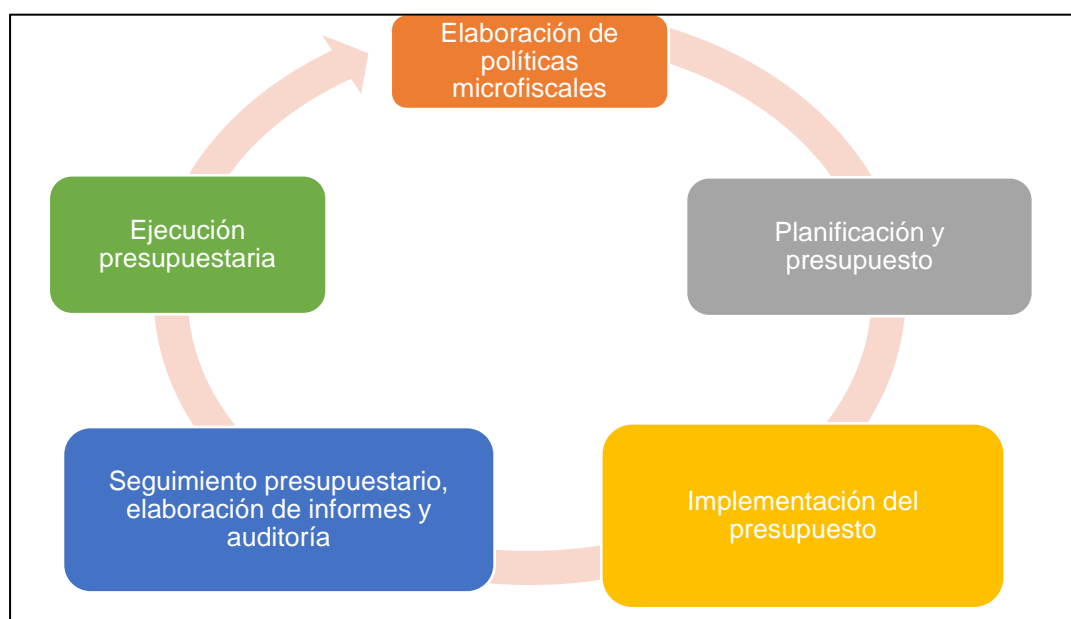 Elaboración de
políticas
microfiscales
Planificación y
presupuesto
Implementación del
presupuesto
Seguimiento presupuestario,
elaboración de informes y
auditoría
Ejecución
presupuestaria